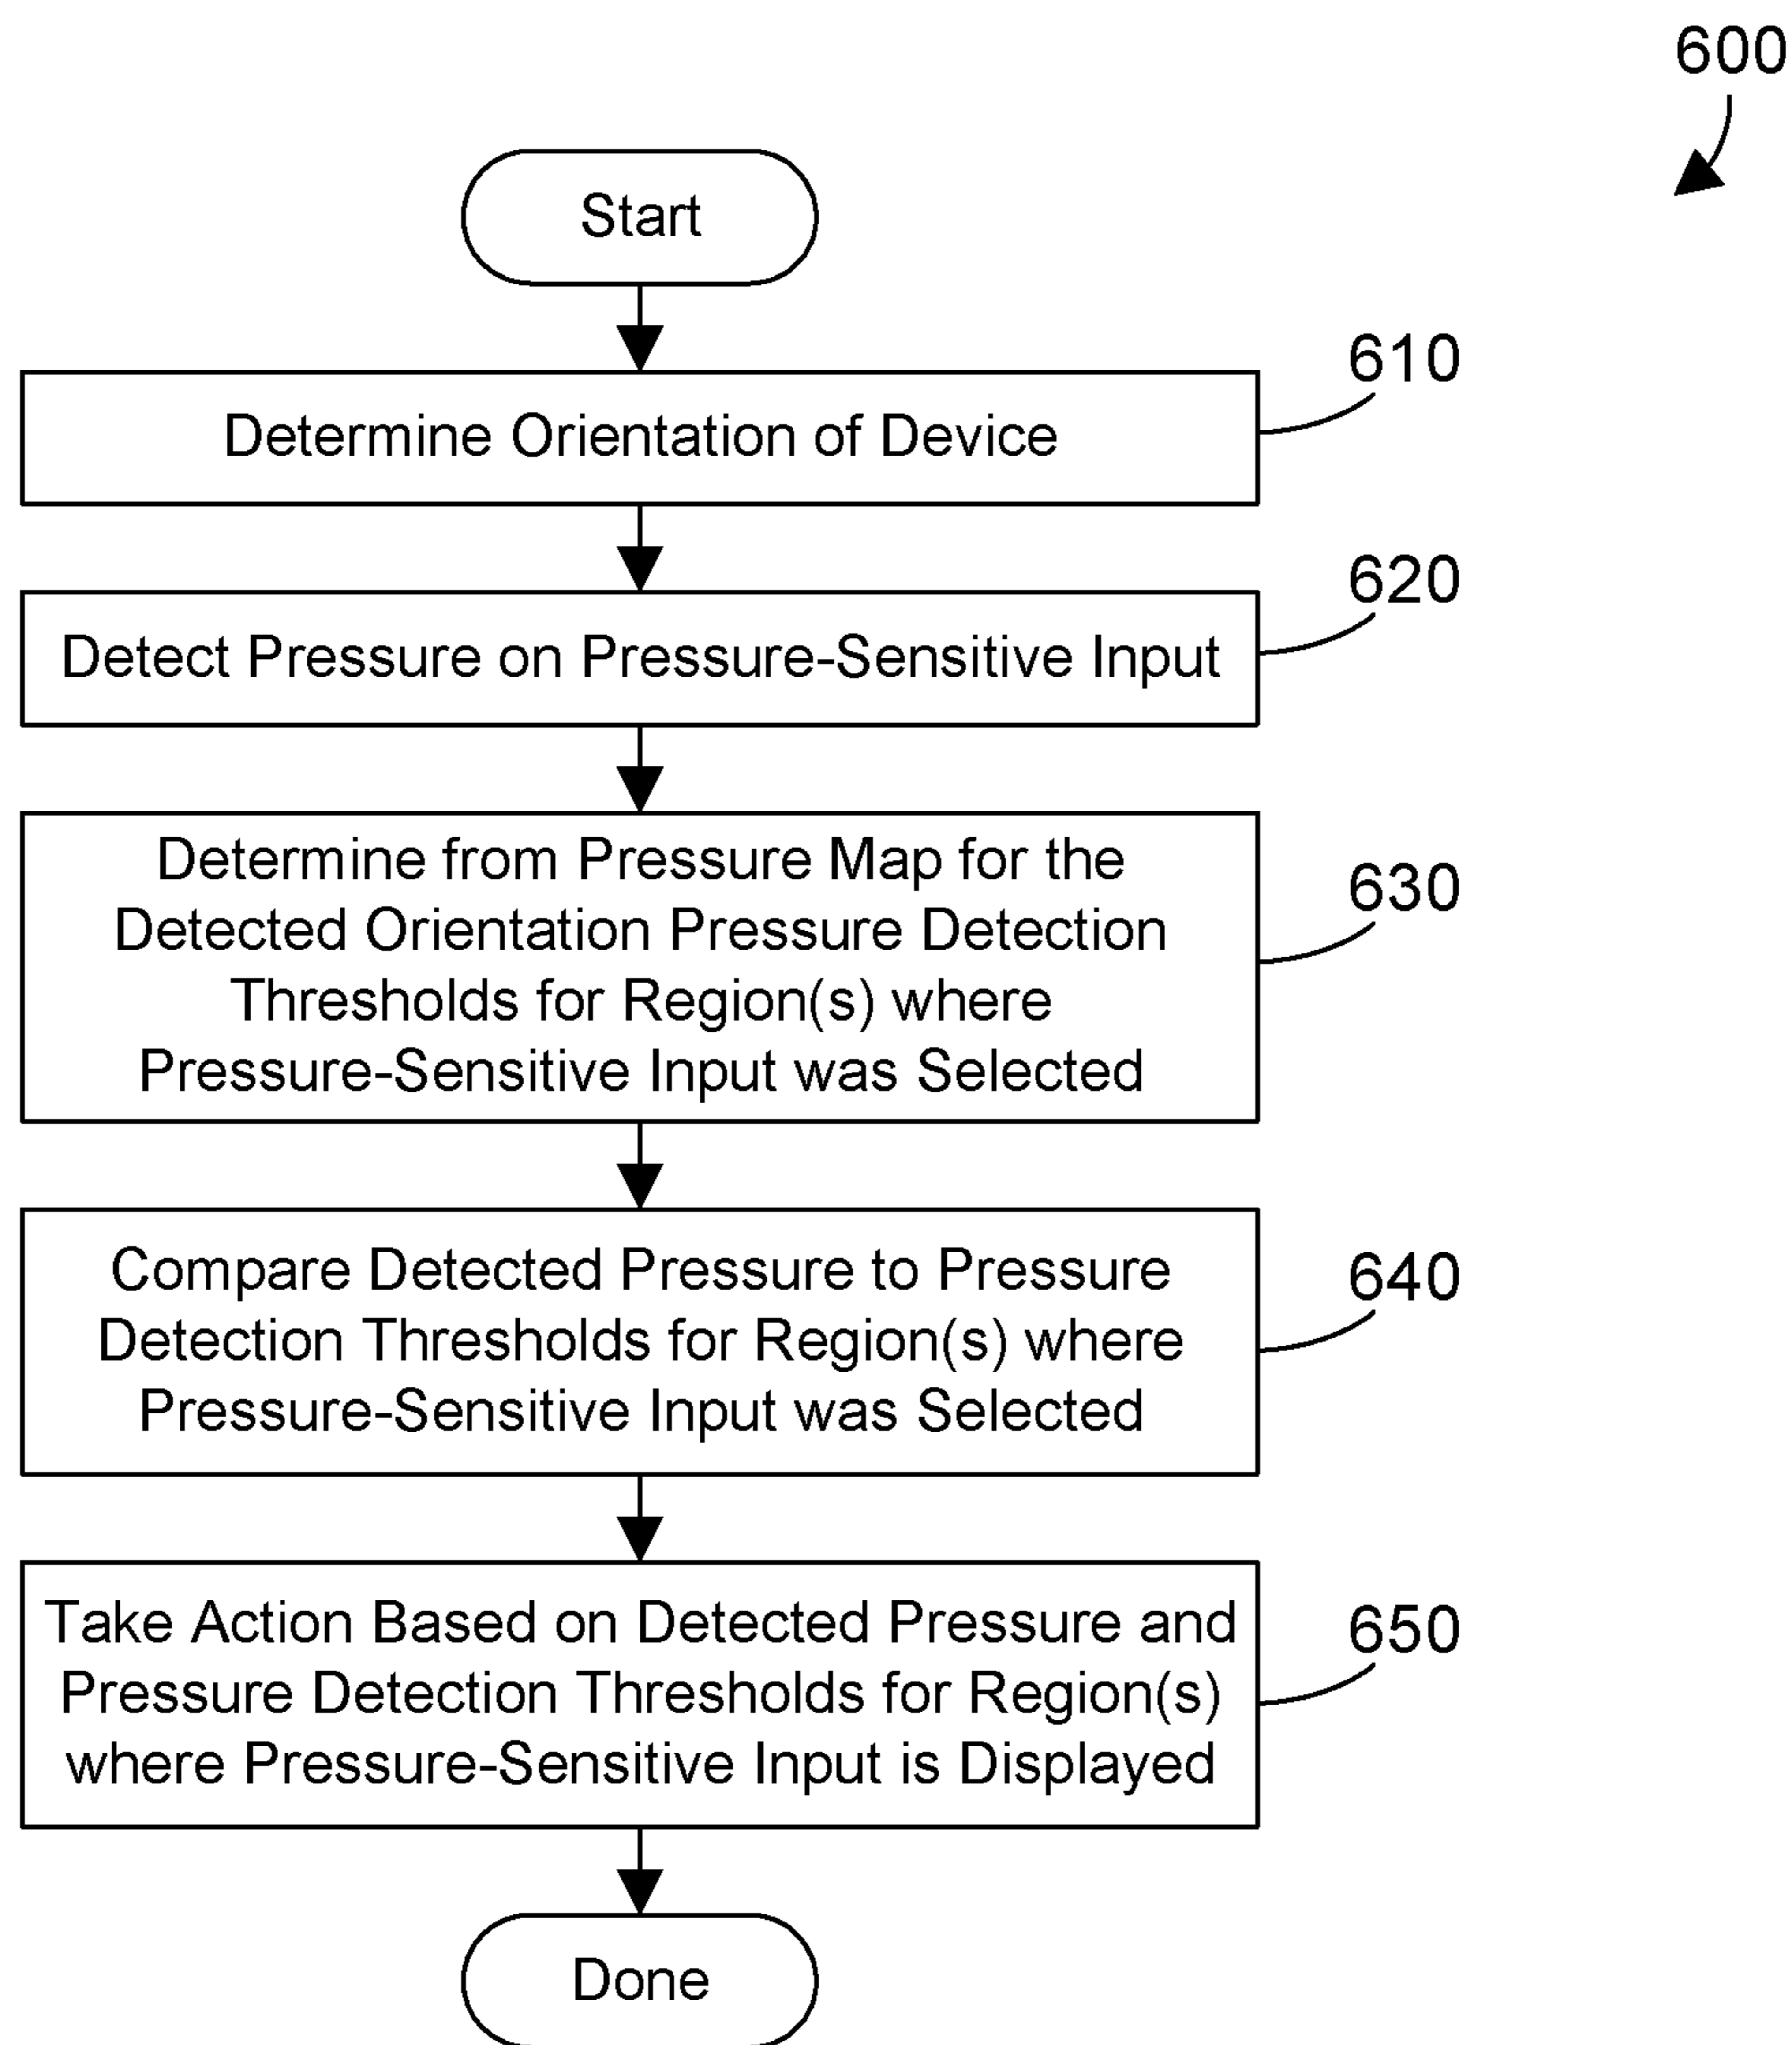 600
Start
610
Determine Orientation of Device
620
Detect Pressure on Pressure-Sensitive Input
Determine from Pressure Map for the
630
Detected Orientation Pressure Detection
Thresholds for Region(s) where
Pressure-Sensitive Input was Selected
Compare Detected Pressure to Pressure
640
Detection Thresholds for Region(s) where
Pressure-Sensitive Input was Selected
Take Action Based on Detected Pressure and
650
Pressure Detection Thresholds for Region(s)
where Pressure-Sensitive Input is Displayed
Done